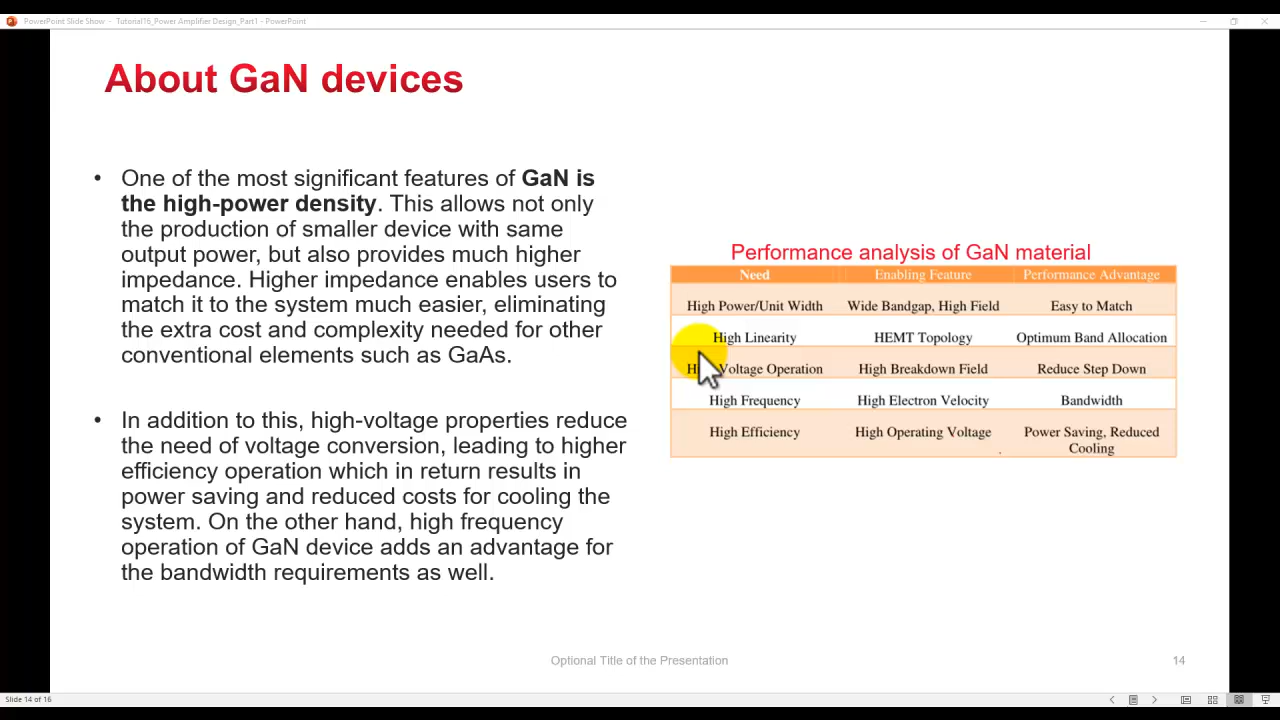 PowerPoint Slide Show - Tutorial16_Power Amplifier Design_Part1 - PowerPoint
About GaN devices
• One of the most significant features of GaN is
the high-power density. This allows not only
the production of smaller device with same
output power, but also provides much higher
impedance. Higher impedance enables users to
match it to the system much easier, eliminating
the extra cost and complexity needed for other
conventional elements such as GaAs.
• In addition to this, high-voltage properties reduce
the need of voltage conversion, leading to higher
efficiency operation which in return results in
power saving and reduced costs for cooling the
system. On the other hand, high frequency
operation of GaN device adds an advantage for
the bandwidth requirements as well.
Performance analysis of GaN material
Need Enabling Feature Performance Advantage
High Power/Unit Width Wide Bandgap, High Field Easy to Match
High Linearity HEMT Topology Optimum Band Allocation
Voltage Operation High Breakdown Field Reduce Step Down
High Frequency High Electron Velocity Bandwidth
High Efficiency High Operating Voltage Power Saving, Reduced
Cooling
Optional Title of the Presentation
14
Slide 14 of 16